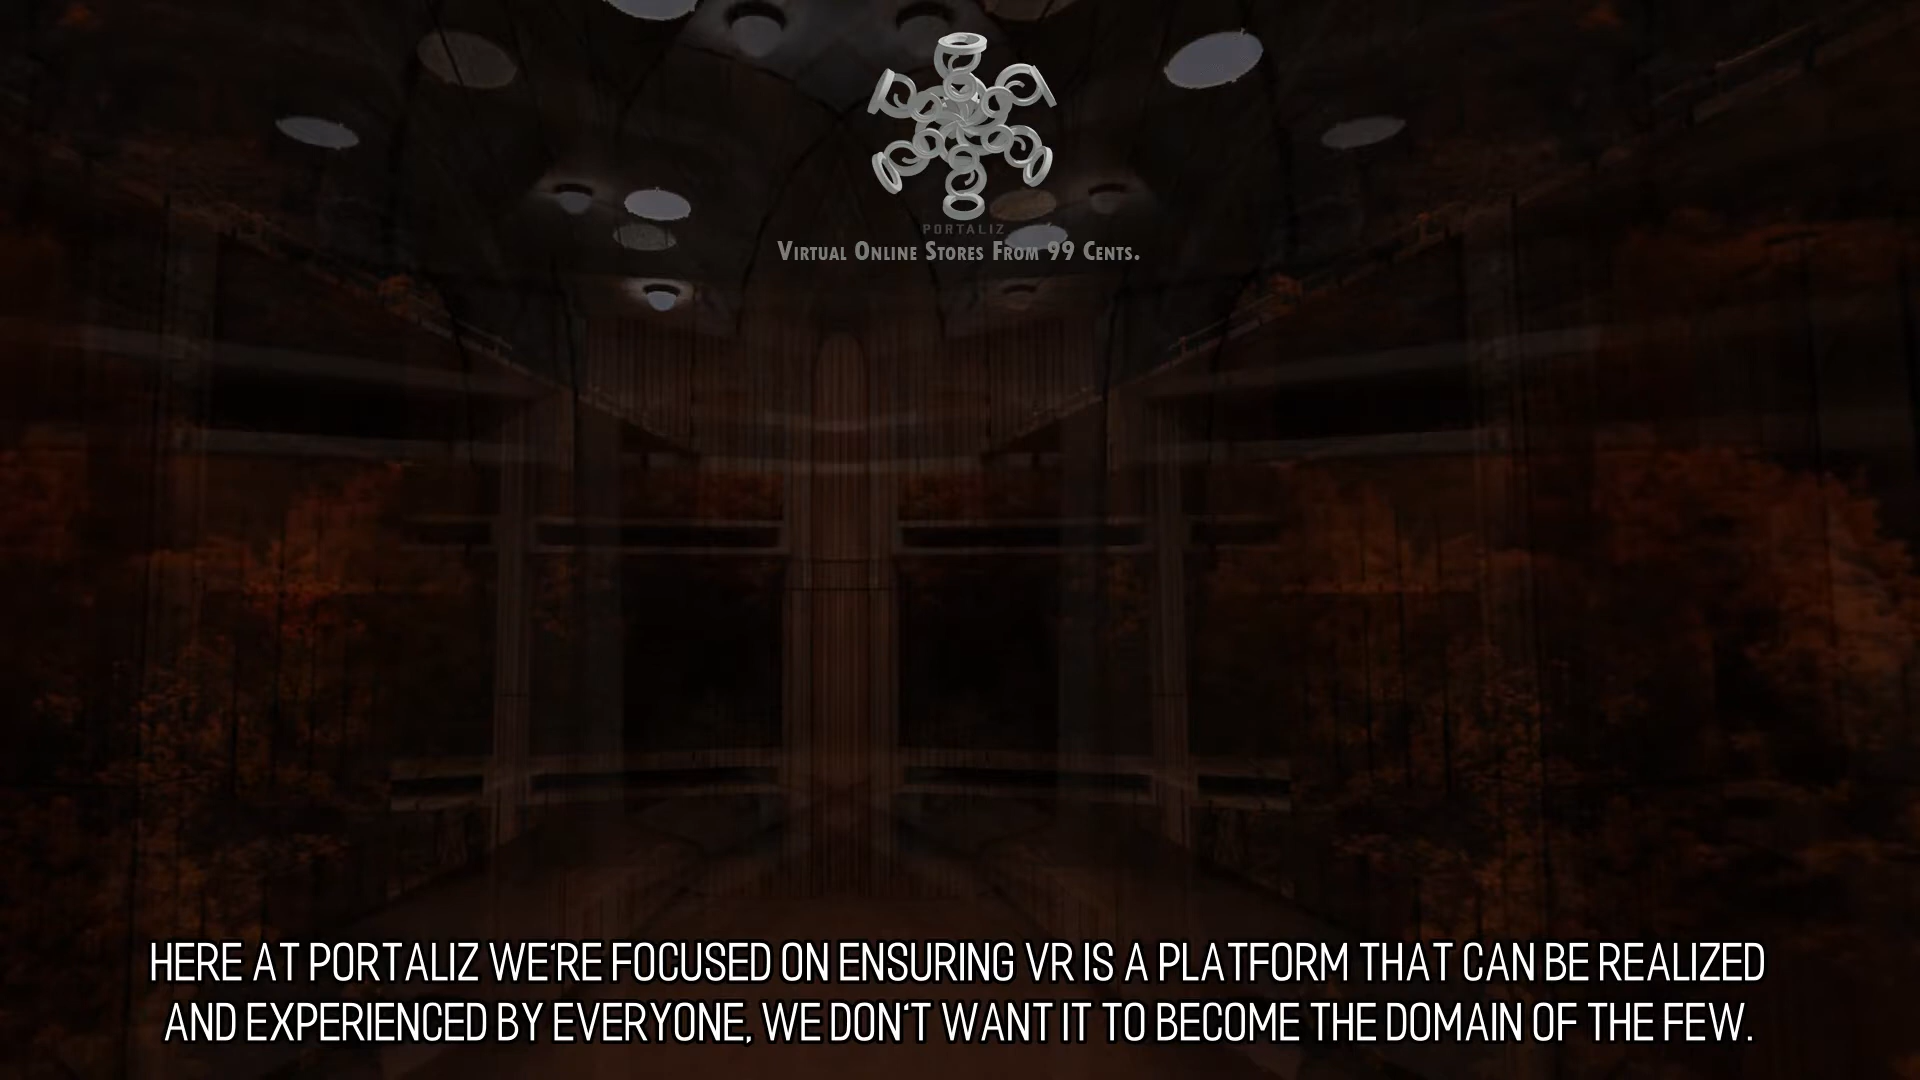 PORTALIZ
Virtual Online Stores From 99 Cents.
HERE AT PORTALIZ WE'RE FOCUSED ON ENSURING VR IS A PLATFORM THAT CAN BE REALIZED
AND EXPERIENCED BY EVERYONE, WE DON'T WANT IT TO BECOME THE DOMAIN OF THE FEW.